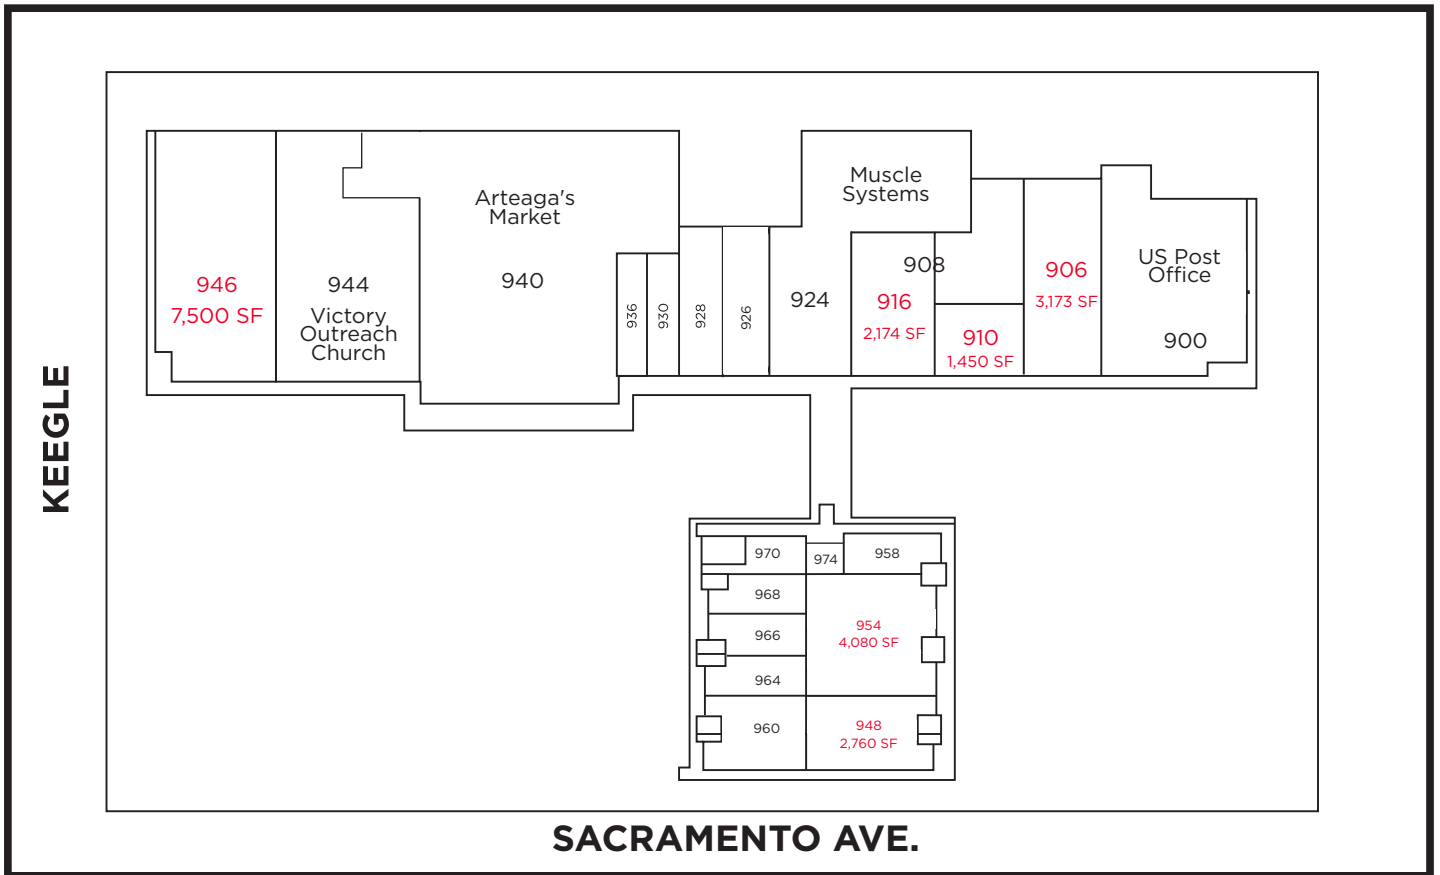 946
7,500 SF
944
Victory
Outreach
Church
Arteaga's
Market
940
936
930
928
926
924
Muscle
Systems
908
916
2,174 SF
910
1,450 SF
906
3,173 SF
US Post
Office
900
KEEGLE
970
974
958
968
966
954
4,080 SF
964
960
948
2,760 SF
SACRAMENTO AVE.